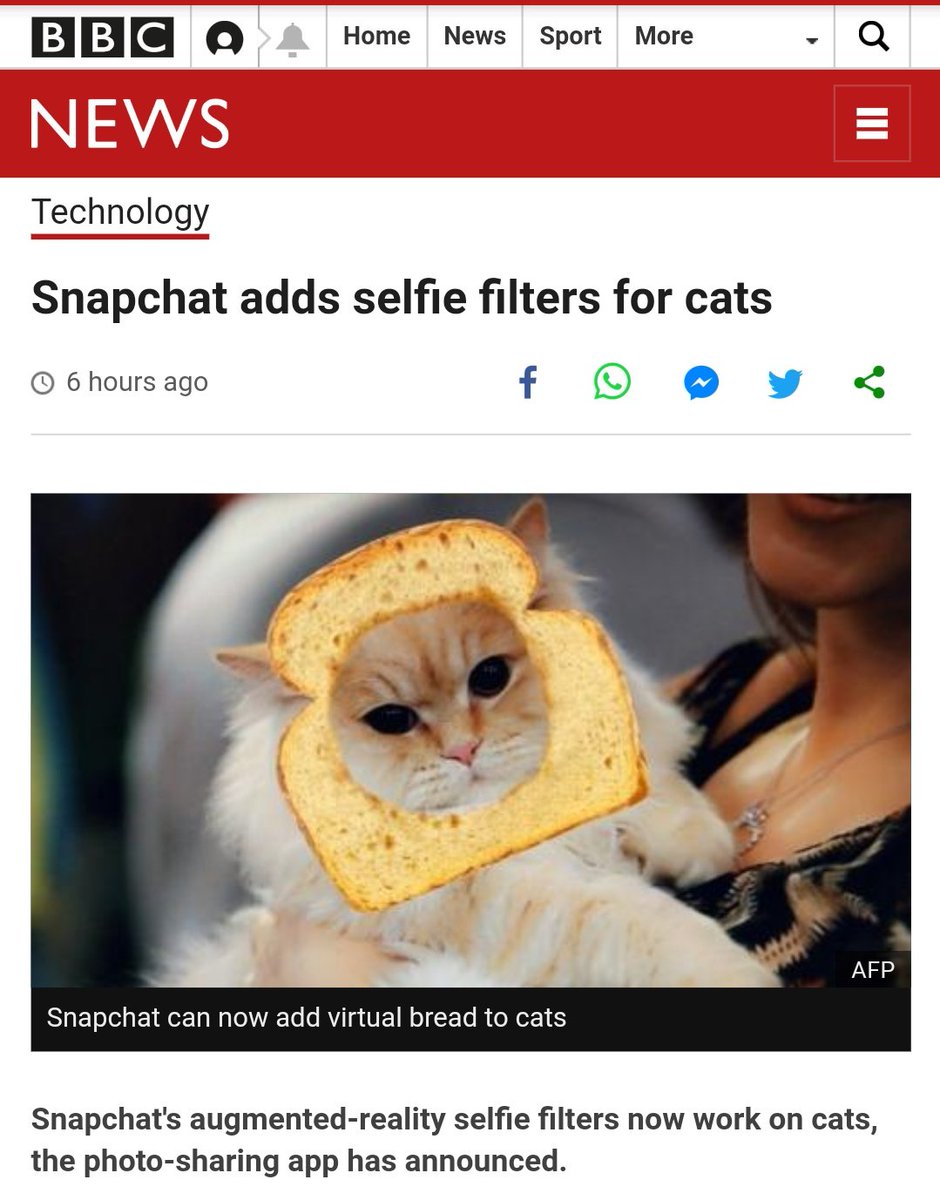 BBC
Home
News
Sport
More
NEWS
Technology
Snapchat adds selfie filters for cats
6 hours ago
AFP
Snapchat can now add virtual bread to cats
Snapchat's augmented-reality selfie filters now work on cats,
the photo-sharing app has announced.